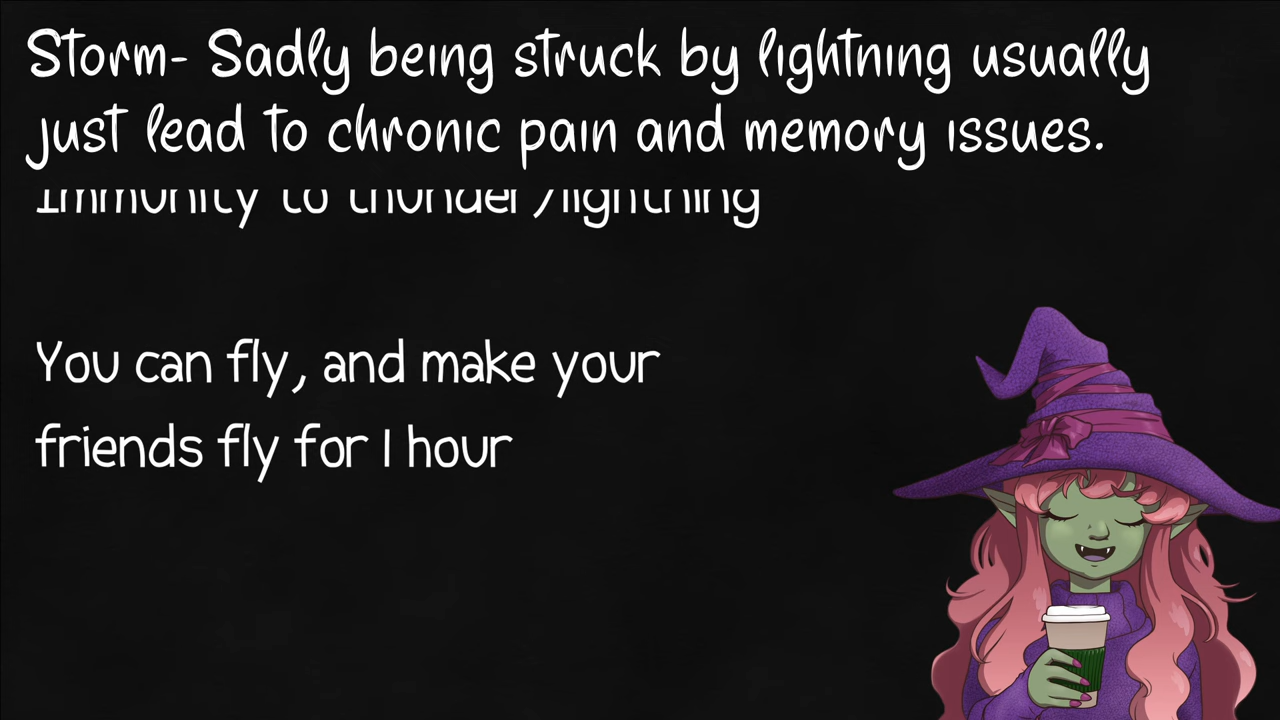 Storm- Sadly being struck by lightning usually
just lead to chronic pain and memory issues.
Immunity to thunder/lightning
You can fly, and make your
friends fly for 1 hour